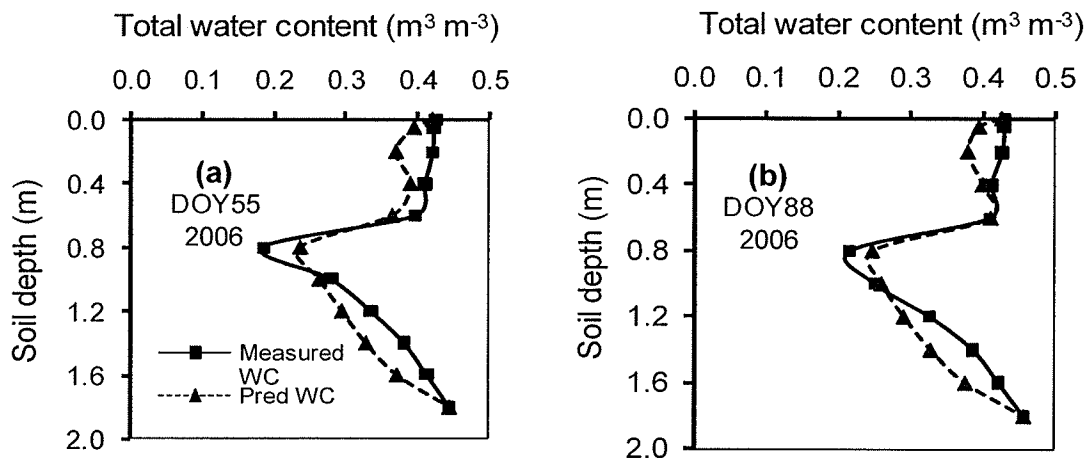 Total water content (m³ m⁻³)
0.0 0.1 0.2 0.3 0.4 0.5
0.0
0.4
0.8
1.2
1.6
2.0
Soil depth (m)
(a)
DOY55
2006
Measured
WC
Pred WC
Total water content (m³ m⁻³)
0.0 0.1 0.2 0.3 0.4 0.5
0.0
0.4
0.8
1.2
1.6
2.0
Soil depth (m)
(b)
DOY88
2006